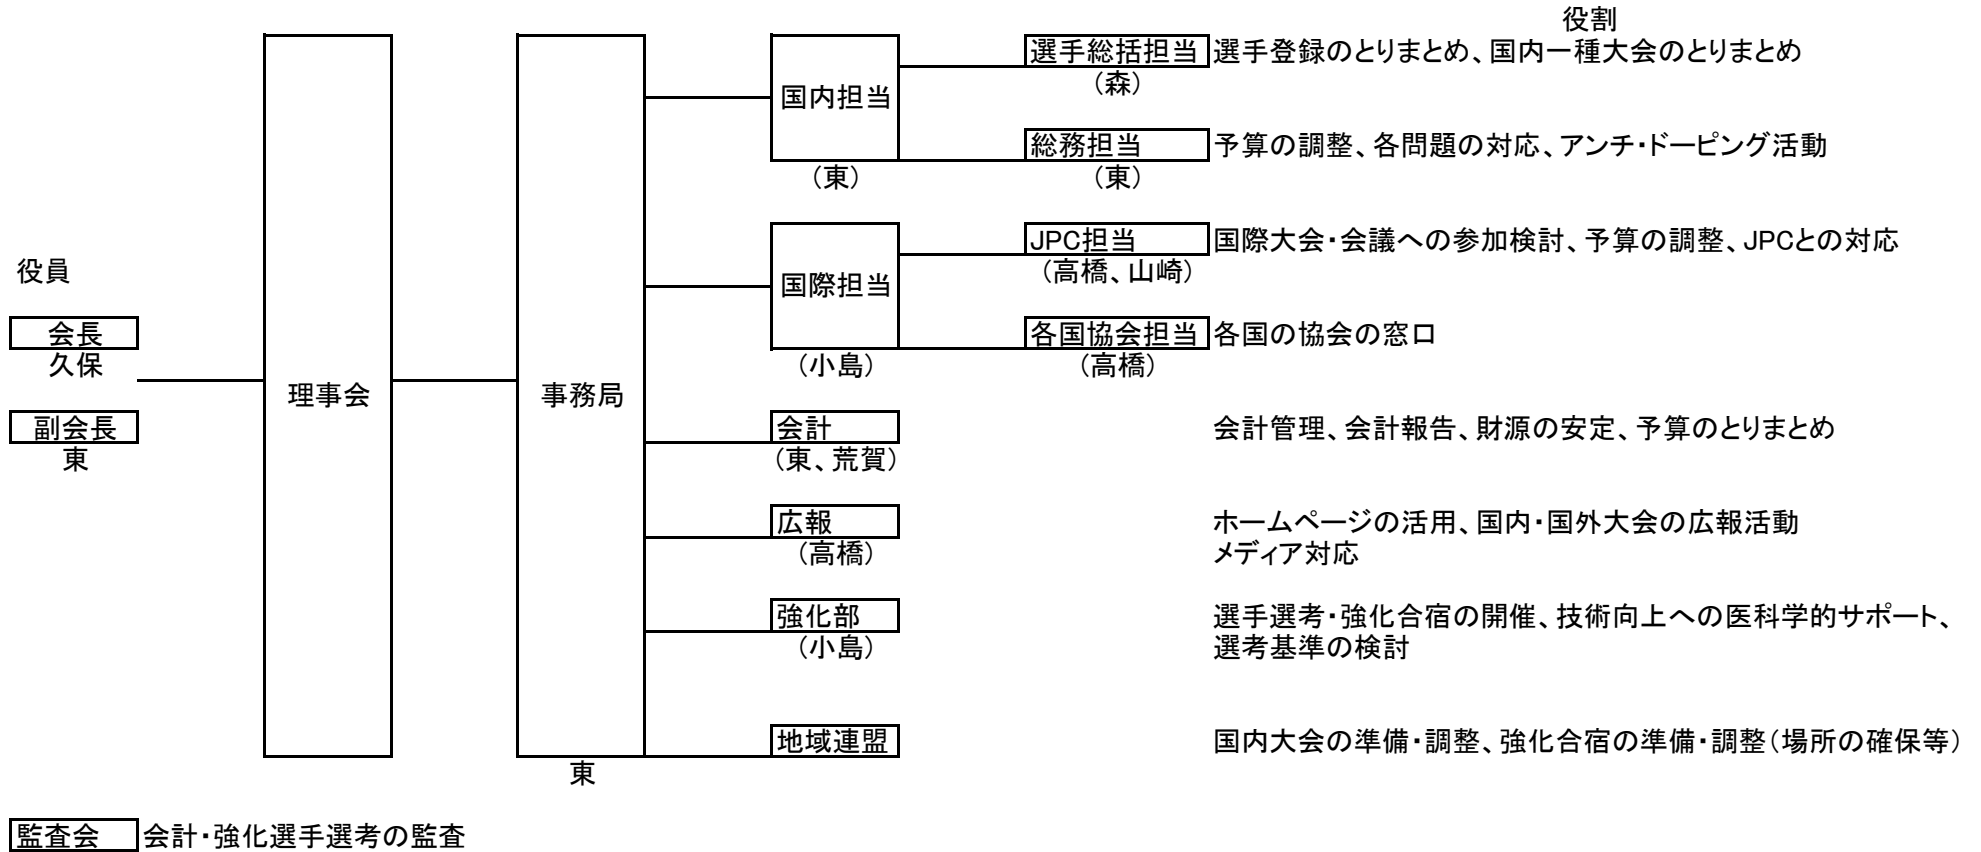 役割
選手総括担当 選手登録のとりまとめ、国内一種大会のとりまとめ
(森)
国内担当
総務担当 予算の調整、各問題の対応、アンチ・ドーピング活動
(東) (東)
JPC担当 国際大会・会議への参加検討、予算の調整、JPCとの対応
役員 (高橋、山崎)
国際担当
会長 各国協会担当 各国の協会の窓口
久保 (小島) (高橋)
理事会 事務局
副会長 会計 会計管理、会計報告、財源の安定、予算のとりまとめ
東 (東、荒賀)
広報 ホームページの活用、国内・国外大会の広報活動
(高橋) メディア対応
強化部 選手選考・強化合宿の開催、技術向上への医科学的サポート、
(小島) 選考基準の検討
地域連盟 国内大会の準備・調整、強化合宿の準備・調整(場所の確保等)
東
監査会 会計・強化選手選考の監査